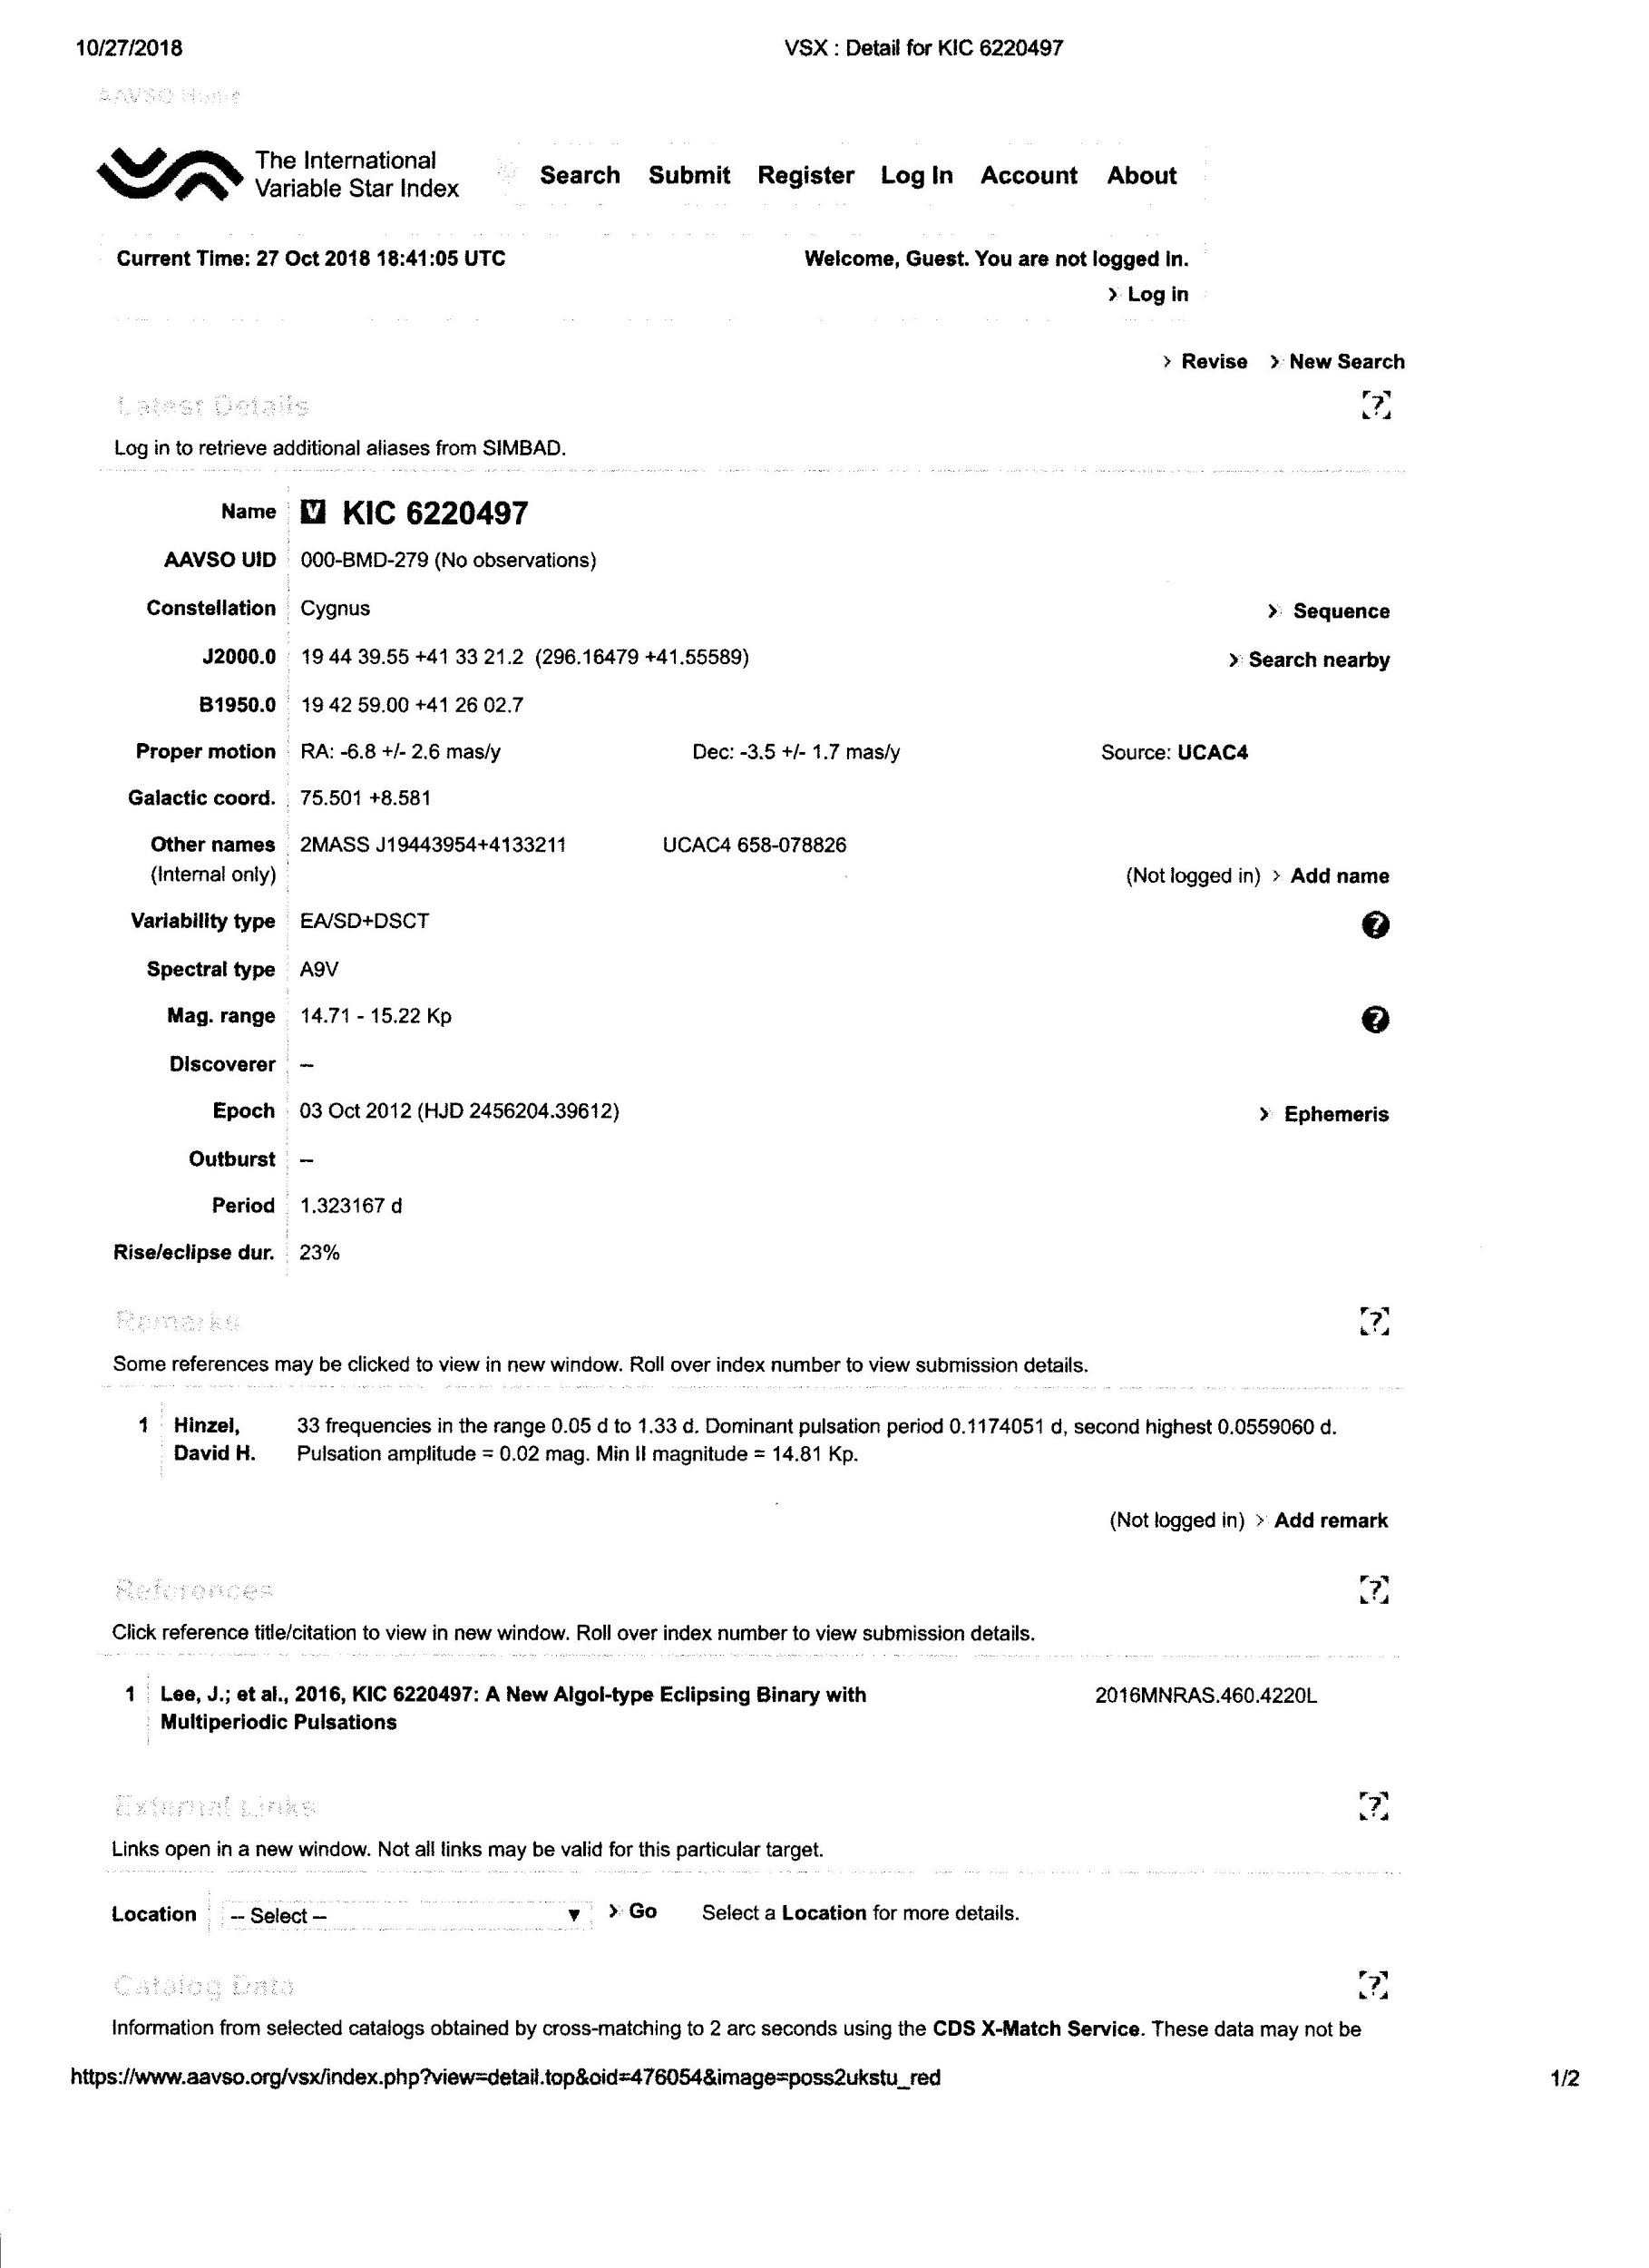 10/27/2018 VSX : Detail for KIC 6220497
AAVSO Home
The International
Variable Star Index
Search Submit Register Log In Account About
Current Time: 27 Oct 2018 18:41:05 UTC Welcome, Guest. You are not logged in.
> Log in
> Revise > New Search
Latest Details [?]
Log in to retrieve additional aliases from SIMBAD.
Name V KIC 6220497
AAVSO UID 000-BMD-279 (No observations)
Constellation Cygnus > Sequence
J2000.0 19 44 39.55 +41 33 21.2 (296.16479 +41.55589) > Search nearby
B1950.0 19 42 59.00 +41 26 02.7
Proper motion RA: -6.8 +/- 2.6 mas/y Dec: -3.5 +/- 1.7 mas/y Source: UCAC4
Galactic coord. 75.501 +8.581
Other names 2MASS J19443954+4133211 UCAC4 658-078826
(Internal only) (Not logged in) > Add name
Variability type EA/SD+DSCT ?
Spectral type A9V
Mag. range 14.71 - 15.22 Kp ?
Discoverer --
Epoch 03 Oct 2012 (HJD 2456204.39612) > Ephemeris
Outburst --
Period 1.323167 d
Rise/eclipse dur. 23%
Remarks [?]
Some references may be clicked to view in new window. Roll over index number to view submission details.
1 Hinzel, 33 frequencies in the range 0.05 d to 1.33 d. Dominant pulsation period 0.1174051 d, second highest 0.0559060 d.
David H. Pulsation amplitude = 0.02 mag. Min II magnitude = 14.81 Kp.
(Not logged in) > Add remark
References [?]
Click reference title/citation to view in new window. Roll over index number to view submission details.
1 Lee, J.; et al., 2016, KIC 6220497: A New Algol-type Eclipsing Binary with 2016MNRAS.460.4220L
Multiperiodic Pulsations
External Links [?]
Links open in a new window. Not all links may be valid for this particular target.
Location -- Select -- ▼ > Go Select a Location for more details.
Catalog Data [?]
Information from selected catalogs obtained by cross-matching to 2 arc seconds using the CDS X-Match Service. These data may not be
https://www.aavso.org/vsx/index.php?view=detail.top&oid=476054&image=poss2ukstu_red 1/2